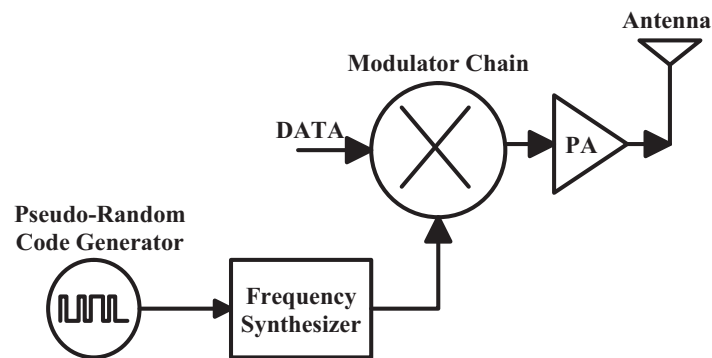 Antenna
Modulator Chain
DATA
PA
Pseudo-Random
Code Generator
Frequency
Synthesizer